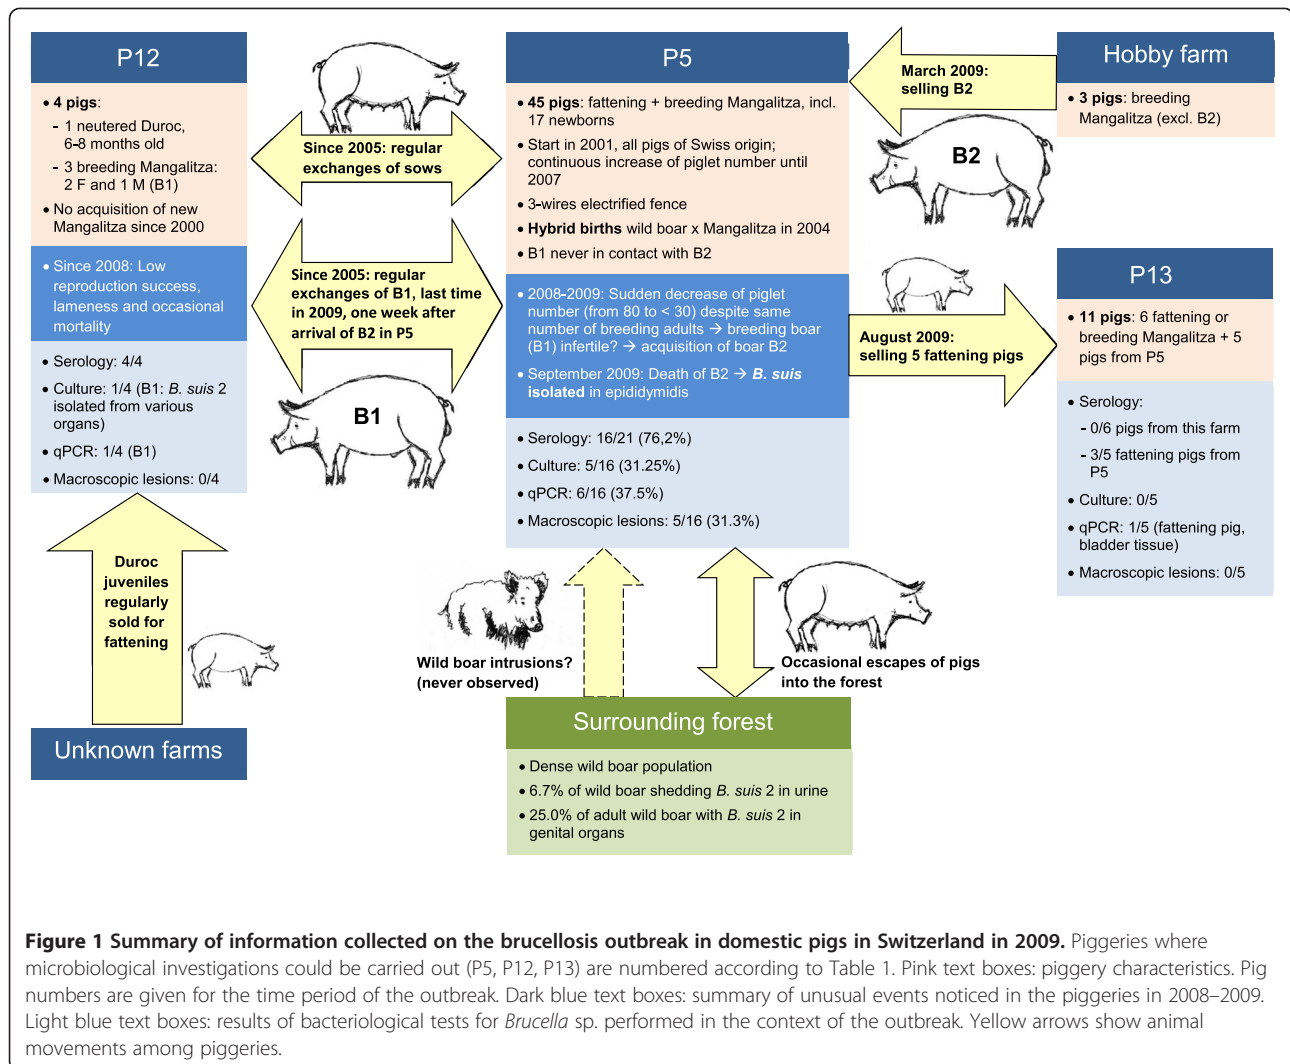 P12
• 4 pigs:
- 1 neutered Duroc,
6-8 months old
- 3 breeding Mangalitza:
2 F and 1 M (B1)
• No acquisition of new
Mangalitza since 2000
• Since 2008: Low
reproduction success,
lameness and occasional
mortality
• Serology: 4/4
• Culture: 1/4 (B1: B. suis 2
isolated from various
organs)
• qPCR: 1/4 (B1)
• Macroscopic lesions: 0/4
Duroc
juveniles
regularly
sold for
fattening
Unknown farms
Since 2005: regular
exchanges of sows
Since 2005: regular
exchanges of B1, last time
in 2009, one week after
arrival of B2 in P5
B1
P5
• 45 pigs: fattening + breeding Mangalitza, incl.
17 newborns
• Start in 2001, all pigs of Swiss origin;
continuous increase of piglet number until
2007
• 3-wires electrified fence
• Hybrid births wild boar x Mangalitza in 2004
• B1 never in contact with B2
• 2008-2009: Sudden decrease of piglet
number (from 80 to < 30) despite same
number of breeding adults → breeding boar
(B1) infertile? → acquisition of boar B2
• September 2009: Death of B2 → B. suis
isolated in epididymidis
• Serology: 16/21 (76,2%)
• Culture: 5/16 (31.25%)
• qPCR: 6/16 (37.5%)
• Macroscopic lesions: 5/16 (31.3%)
Wild boar intrusions?
(never observed)
Occasional escapes of pigs
into the forest
Surrounding forest
• Dense wild boar population
• 6.7% of wild boar shedding B. suis 2 in urine
• 25.0% of adult wild boar with B. suis 2 in
genital organs
March 2009:
selling B2
B2
Hobby farm
• 3 pigs: breeding
Mangalitza (excl. B2)
August 2009:
selling 5 fattening pigs
P13
• 11 pigs: 6 fattening or
breeding Mangalitza + 5
pigs from P5
• Serology:
- 0/6 pigs from this farm
- 3/5 fattening pigs from
P5
• Culture: 0/5
• qPCR: 1/5 (fattening pig,
bladder tissue)
• Macroscopic lesions: 0/5
Figure 1 Summary of information collected on the brucellosis outbreak in domestic pigs in Switzerland in 2009. Piggeries where
microbiological investigations could be carried out (P5, P12, P13) are numbered according to Table 1. Pink text boxes: piggery characteristics. Pig
numbers are given for the time period of the outbreak. Dark blue text boxes: summary of unusual events noticed in the piggeries in 2008–2009.
Light blue text boxes: results of bacteriological tests for Brucella sp. performed in the context of the outbreak. Yellow arrows show animal
movements among piggeries.